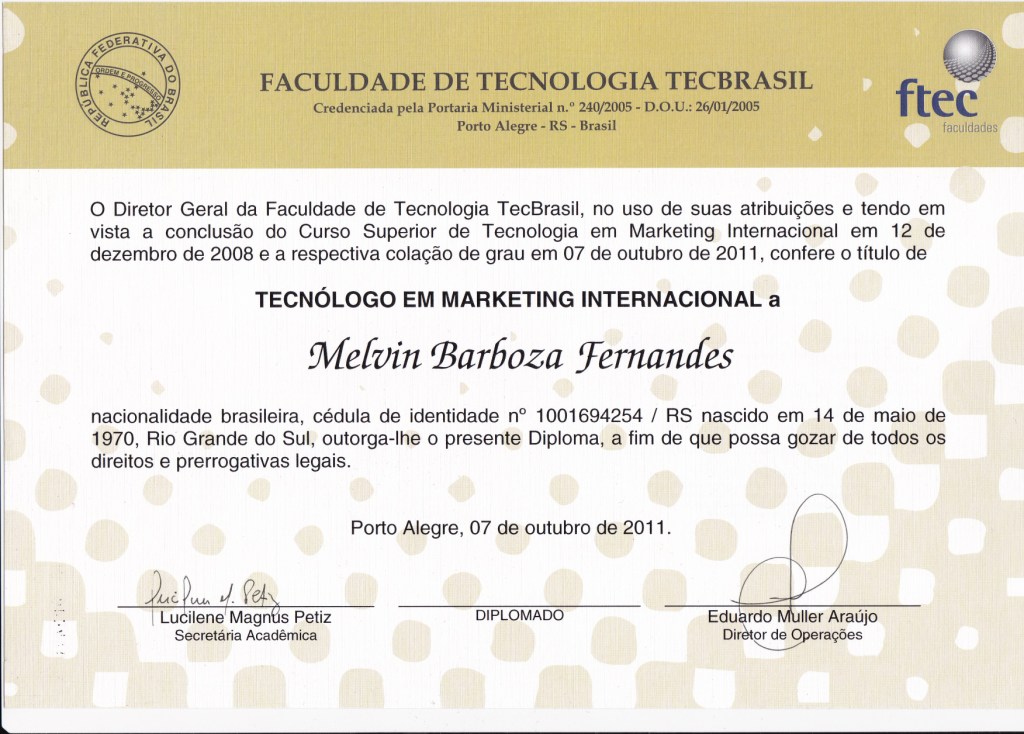 REPÚBLICA FEDERATIVA DO BRASIL
ORDEM E PROGRESSO
FACULDADE DE TECNOLOGIA TECBRASIL
Credenciada pela Portaria Ministerial n.º 240/2005 - D.O.U.: 26/01/2005
Porto Alegre - RS - Brasil
ftec
faculdades
O Diretor Geral da Faculdade de Tecnologia TecBrasil, no uso de suas atribuições e tendo em
vista a conclusão do Curso Superior de Tecnologia em Marketing Internacional em 12 de
dezembro de 2008 e a respectiva colação de grau em 07 de outubro de 2011, confere o título de
TECNÓLOGO EM MARKETING INTERNACIONAL a
Melvin Barboza Fernandes
nacionalidade brasileira, cédula de identidade nº 1001694254 / RS nascido em 14 de maio de
1970, Rio Grande do Sul, outorga-lhe o presente Diploma, a fim de que possa gozar de todos os
direitos e prerrogativas legais.
Porto Alegre, 07 de outubro de 2011.
Lucilene Magnus Petiz
Secretária Acadêmica
DIPLOMADO
Eduardo Muller Araújo
Diretor de Operações